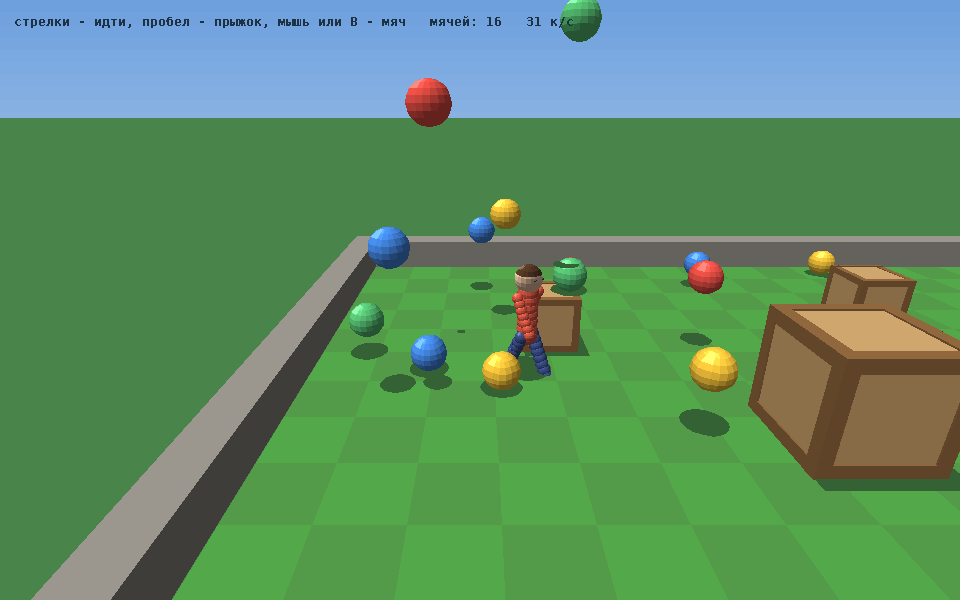 стрелки - идти, пробел - прыжок, мышь или B - мяч   мячей: 16   31 к/с